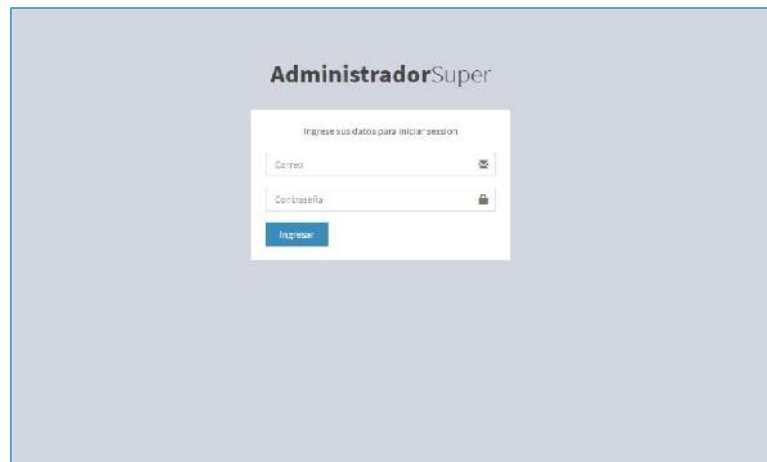 AdministradorSuper
Ingrese sus datos para iniciar session
Correo
Contraseña
Ingresar